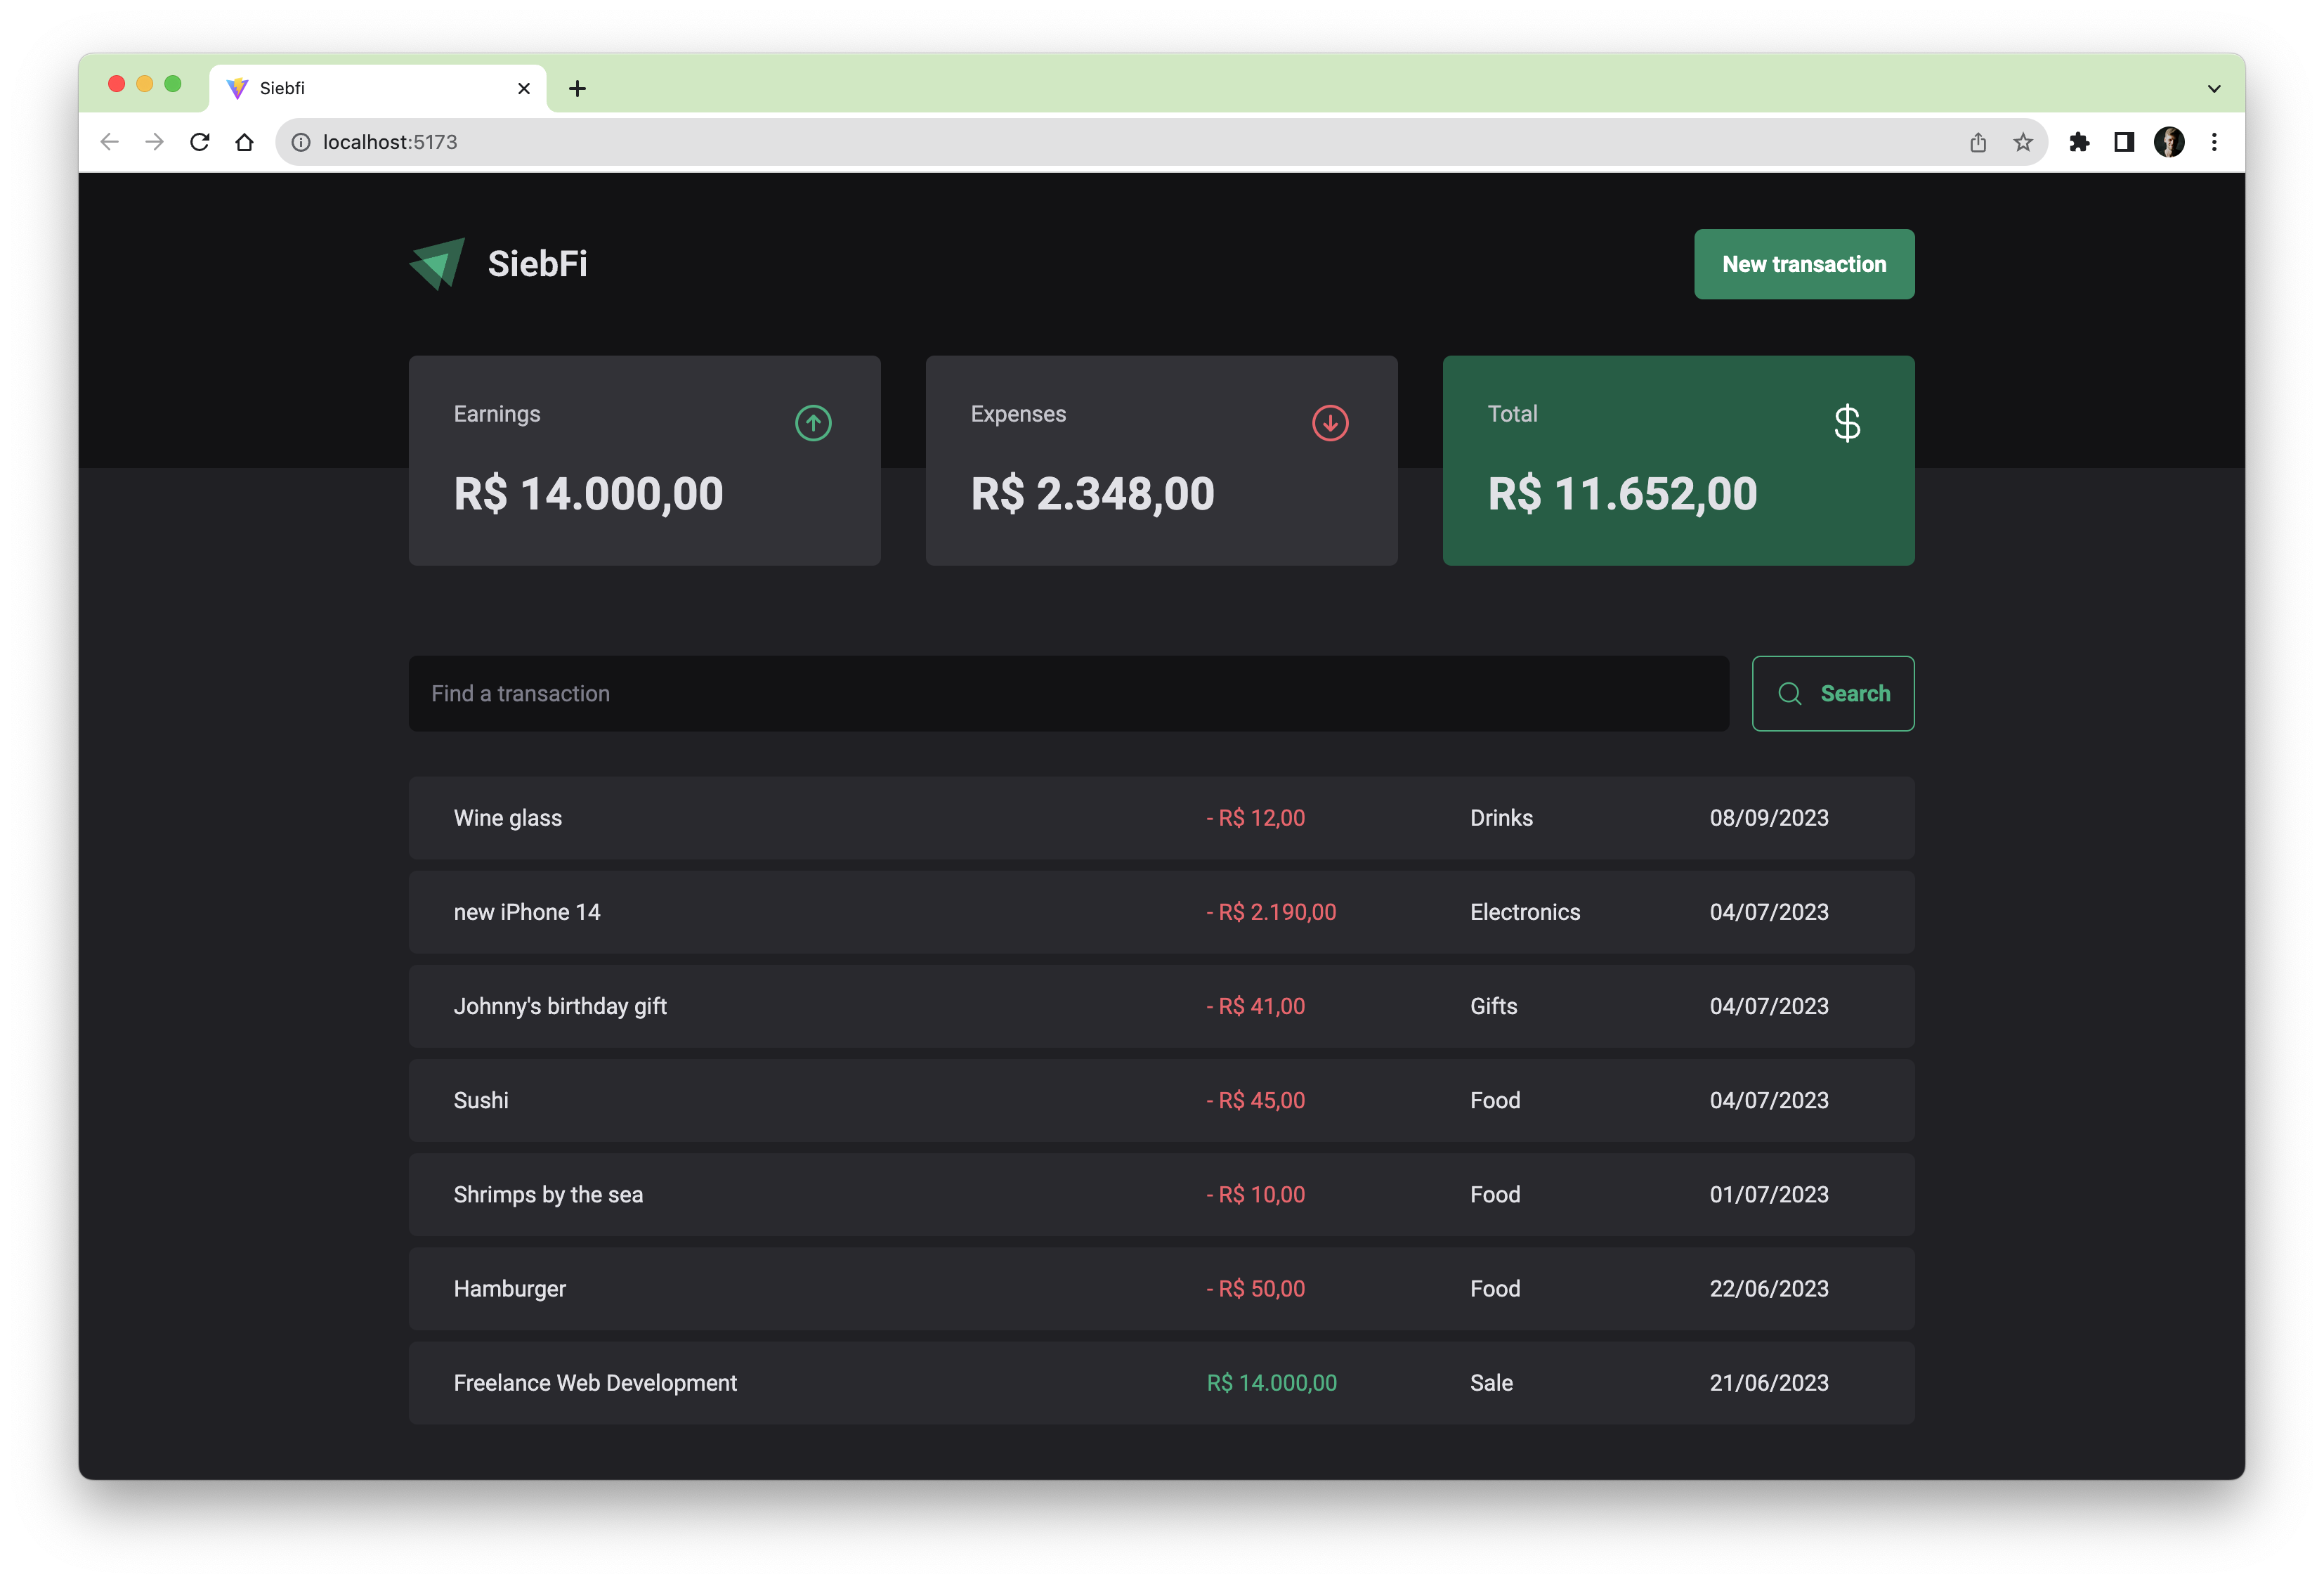 Siebfi
localhost:5173
SiebFi
New transaction
Earnings
R$ 14.000,00
Expenses
R$ 2.348,00
Total
$
R$ 11.652,00
Find a transaction
Search
Wine glass - R$ 12,00 Drinks 08/09/2023
new iPhone 14 - R$ 2.190,00 Electronics 04/07/2023
Johnny's birthday gift - R$ 41,00 Gifts 04/07/2023
Sushi - R$ 45,00 Food 04/07/2023
Shrimps by the sea - R$ 10,00 Food 01/07/2023
Hamburger - R$ 50,00 Food 22/06/2023
Freelance Web Development R$ 14.000,00 Sale 21/06/2023